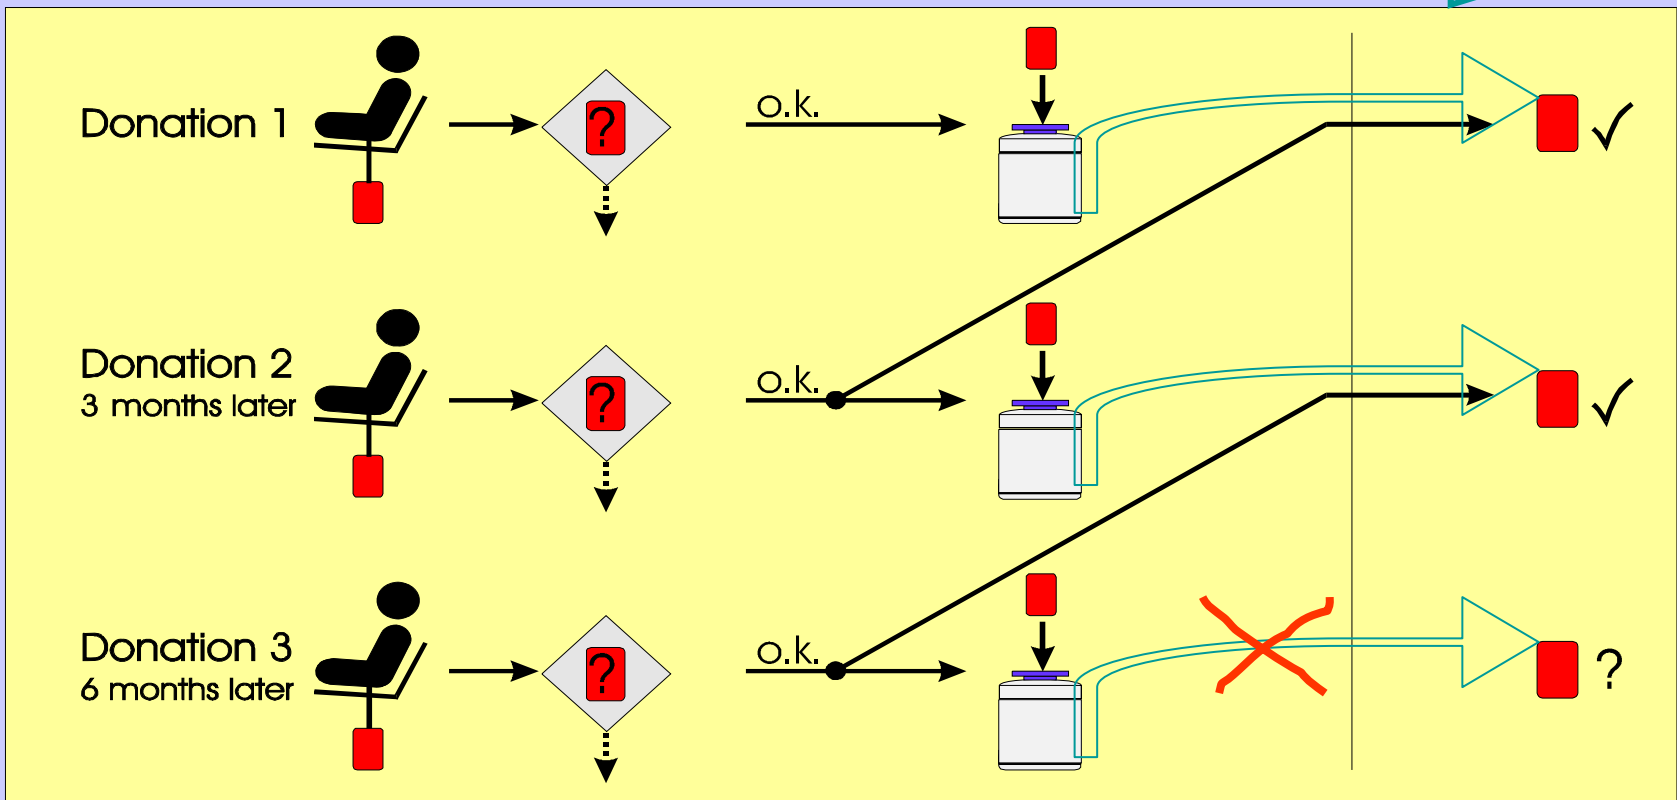 Donation 1
?
o.k.
Donation 2
3 months later
?
o.k.
Donation 3
6 months later
?
o.k.
?